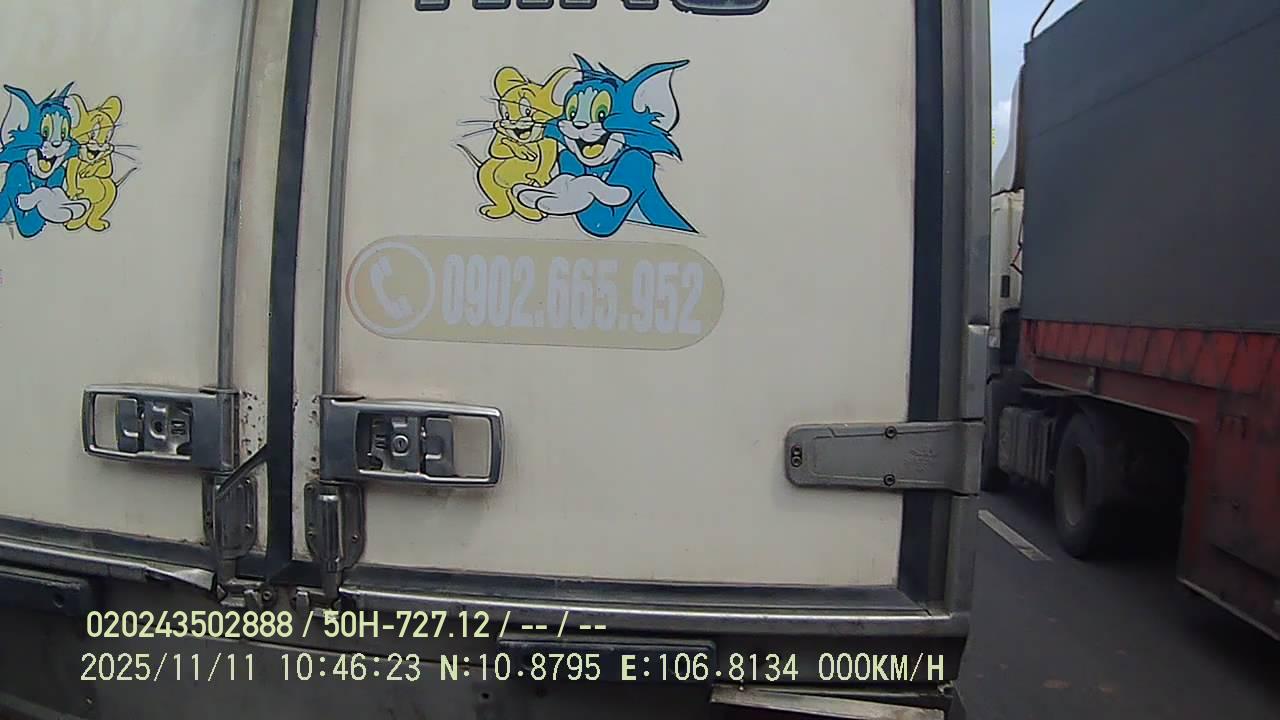 0902.665.952
020243502888 / 50H-727.12 / -- / --
2025/11/11 10:46:23 N:10.8795 E:106.8134 000KM/H